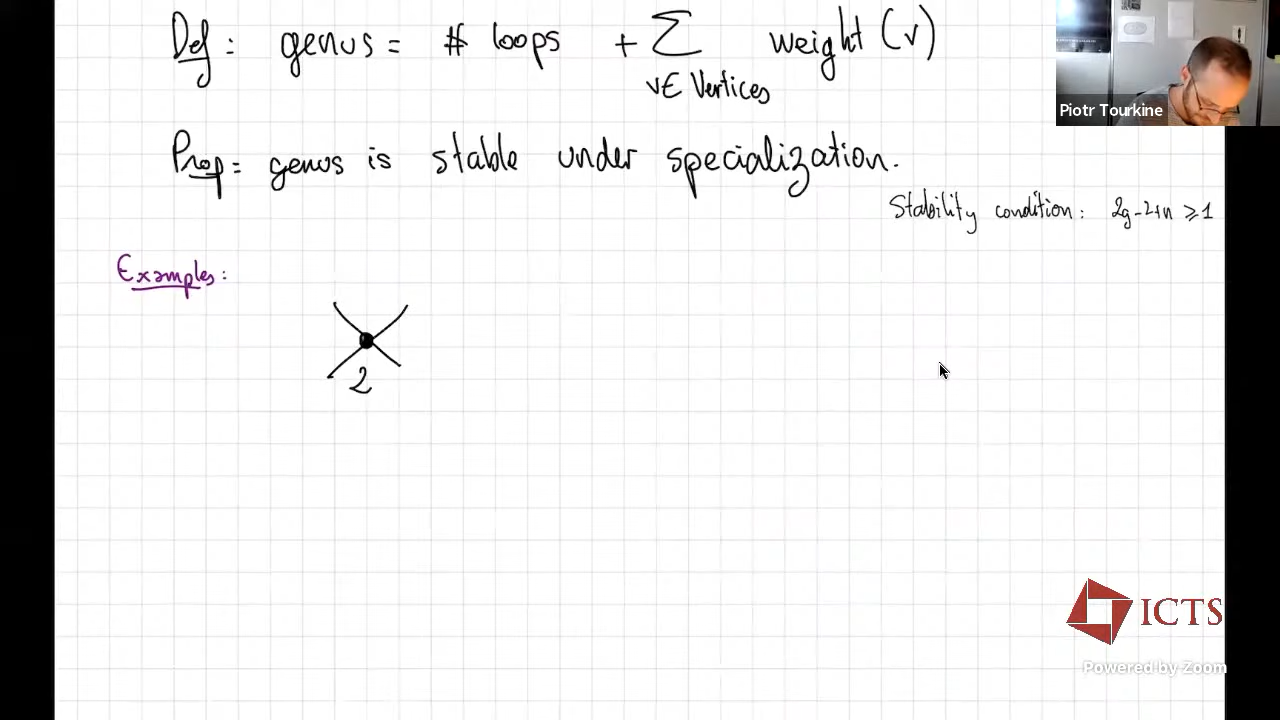 Def: genus = # loops + Σ weight (v)
v∈ Vertices
Piotr Tourkine
Prop= genus is stable under specialization.
Stability condition: 2g-2+n ≥1
Examples:
2
ICTS
Powered by Zoom